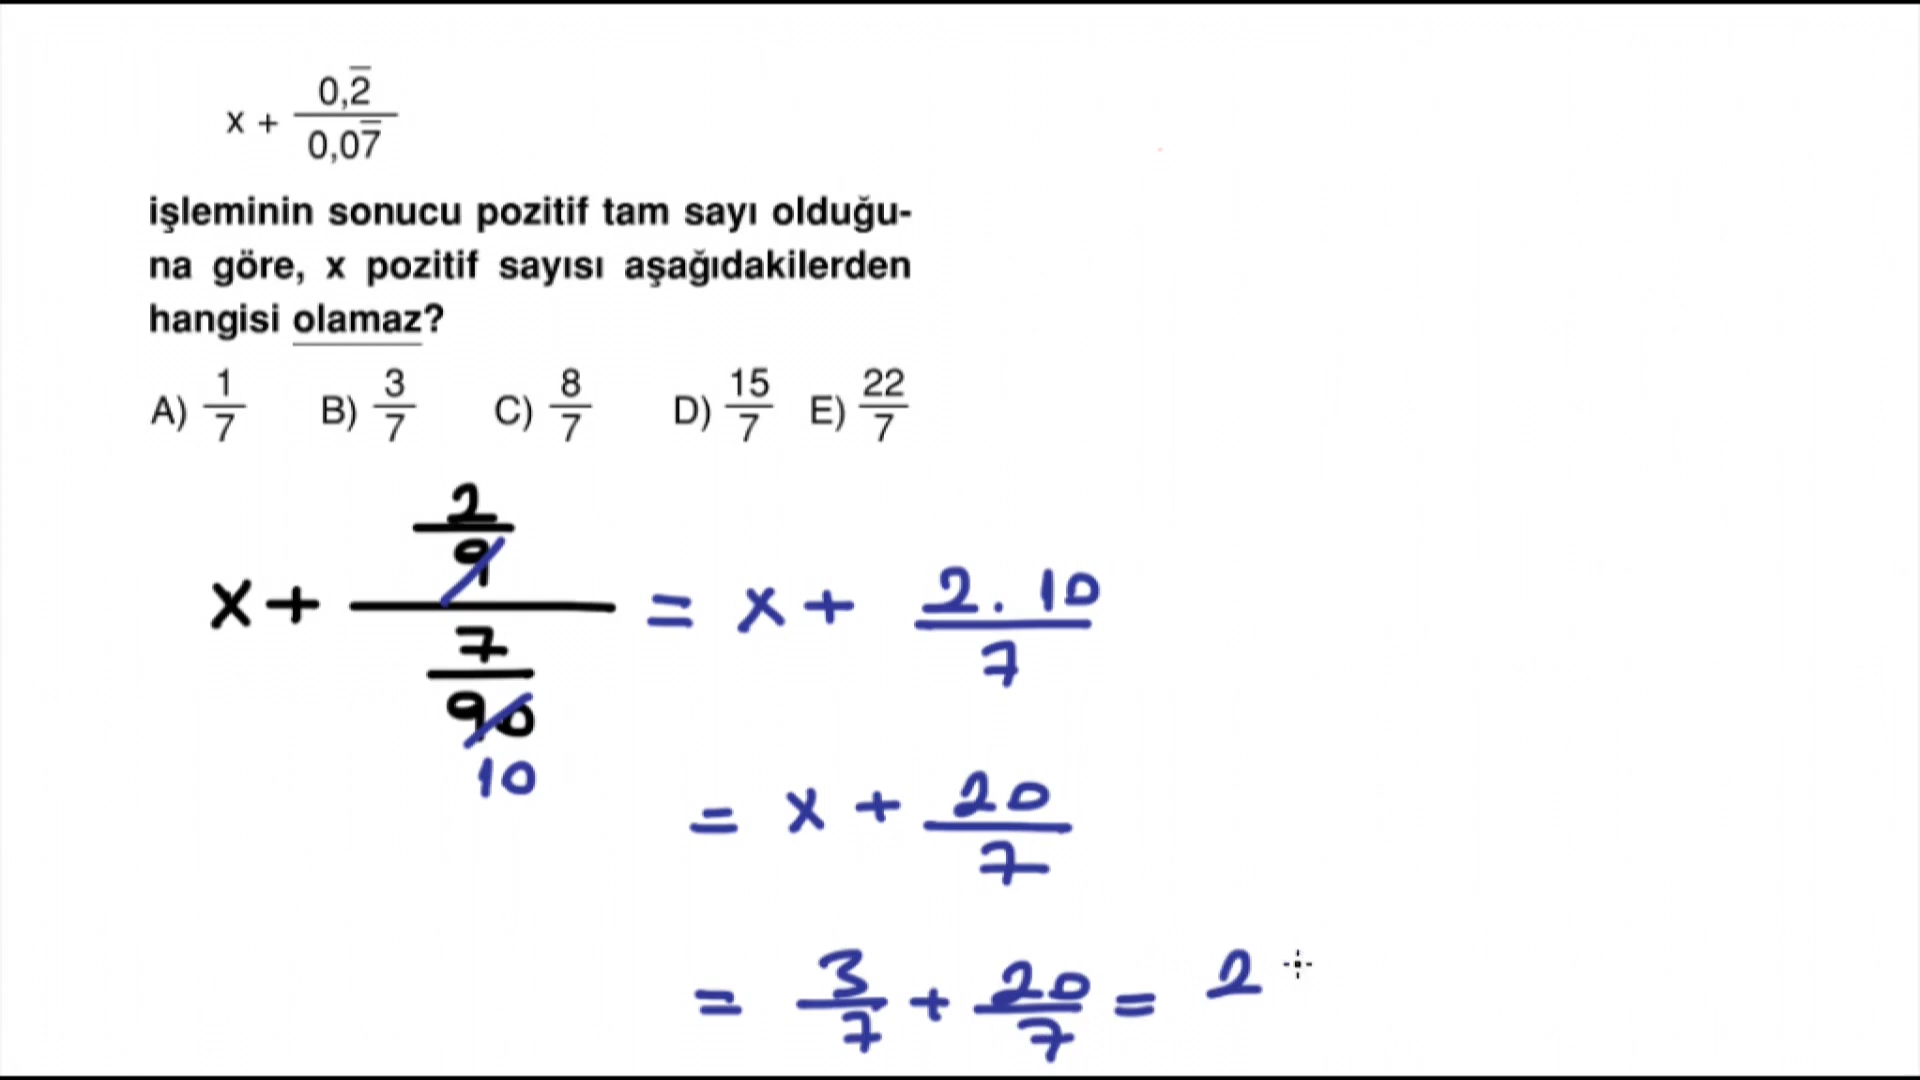 x + 0,2̅ / 0,07̅
işleminin sonucu pozitif tam sayı olduğu-
na göre, x pozitif sayısı aşağıdakilerden
hangisi olamaz?
A) 1/7 B) 3/7 C) 8/7 D) 15/7 E) 22/7
x + (2/9) / (7/90) = x + 2.10/7
10
= x + 20/7
= 3/7 + 20/7 = 2